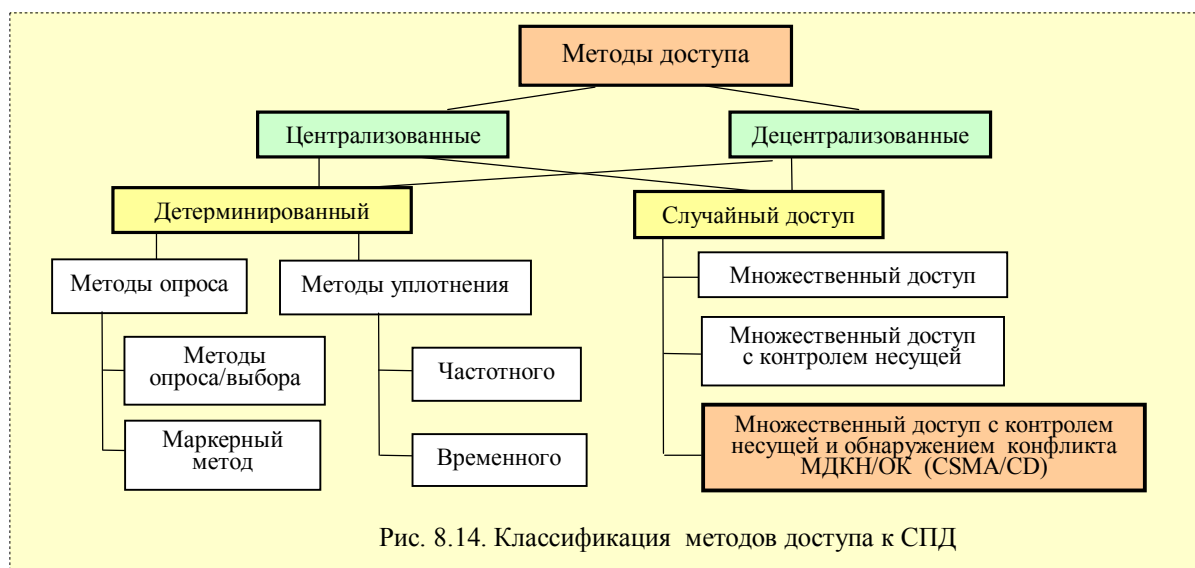 Методы доступа
Централизованные
Децентрализованные
Детерминированный
Случайный доступ
Методы опроса
Методы уплотнения
Множественный доступ
Множественный доступ
с контролем несущей
Методы
опроса/выбора
Частотного
Маркерный
метод
Временного
Множественный доступ с контролем
несущей и обнаружением конфликта
МДКН/ОК (CSMA/CD)
Рис. 8.14. Классификация методов доступа к СПД